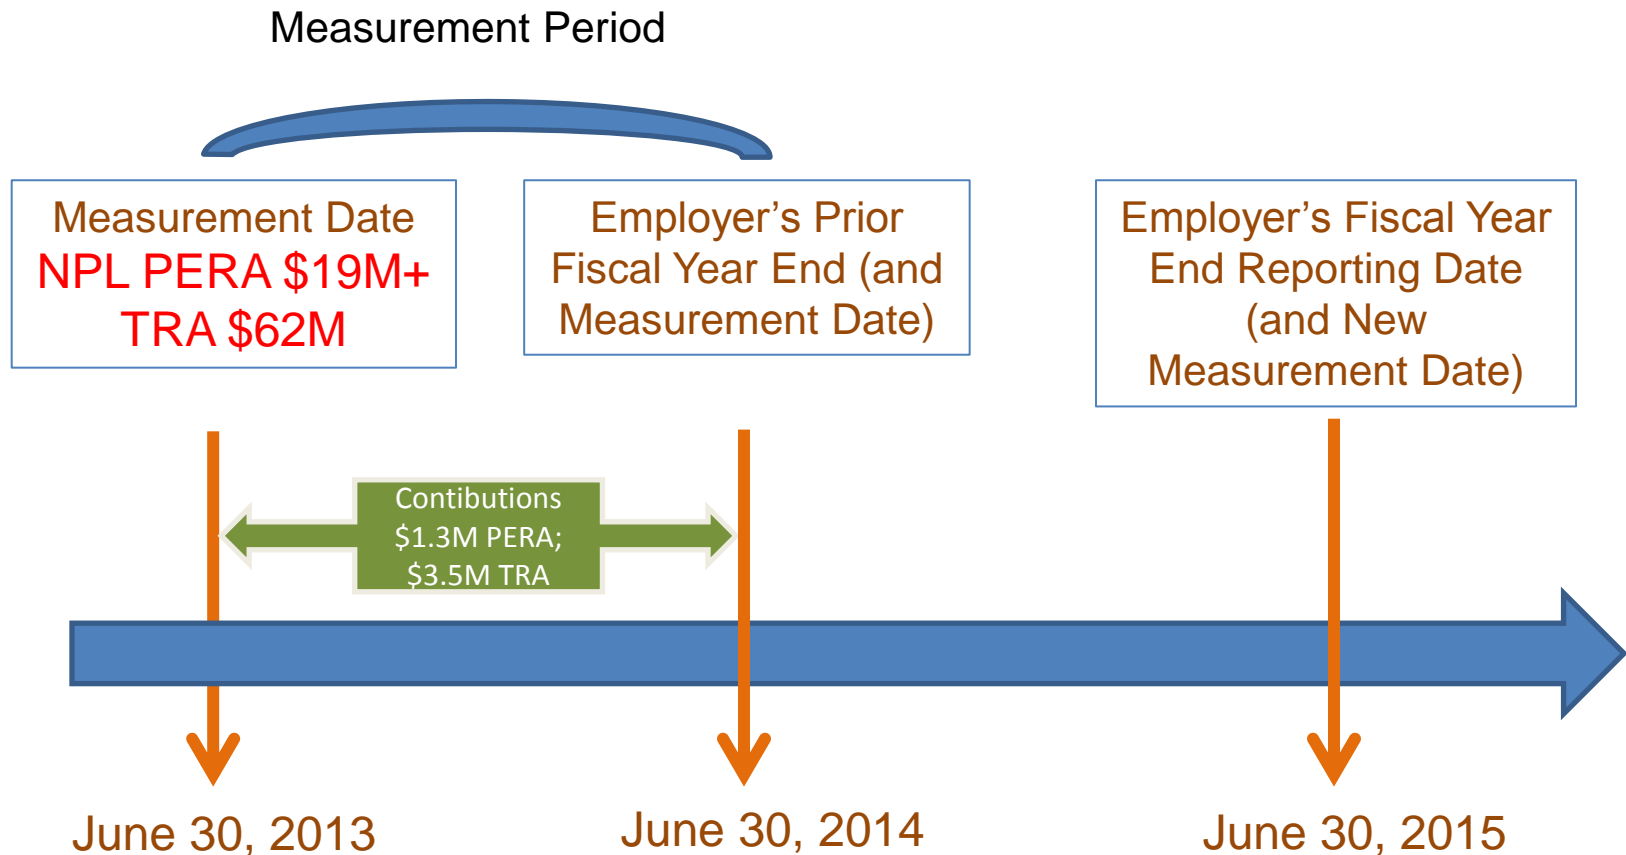 Measurement Period
Measurement Date
NPL PERA $19M+
TRA $62M
Employer’s Prior
Fiscal Year End (and
Measurement Date)
Employer’s Fiscal Year
End Reporting Date
(and New
Measurement Date)
Contibutions
$1.3M PERA;
$3.5M TRA
June 30, 2013
June 30, 2014
June 30, 2015